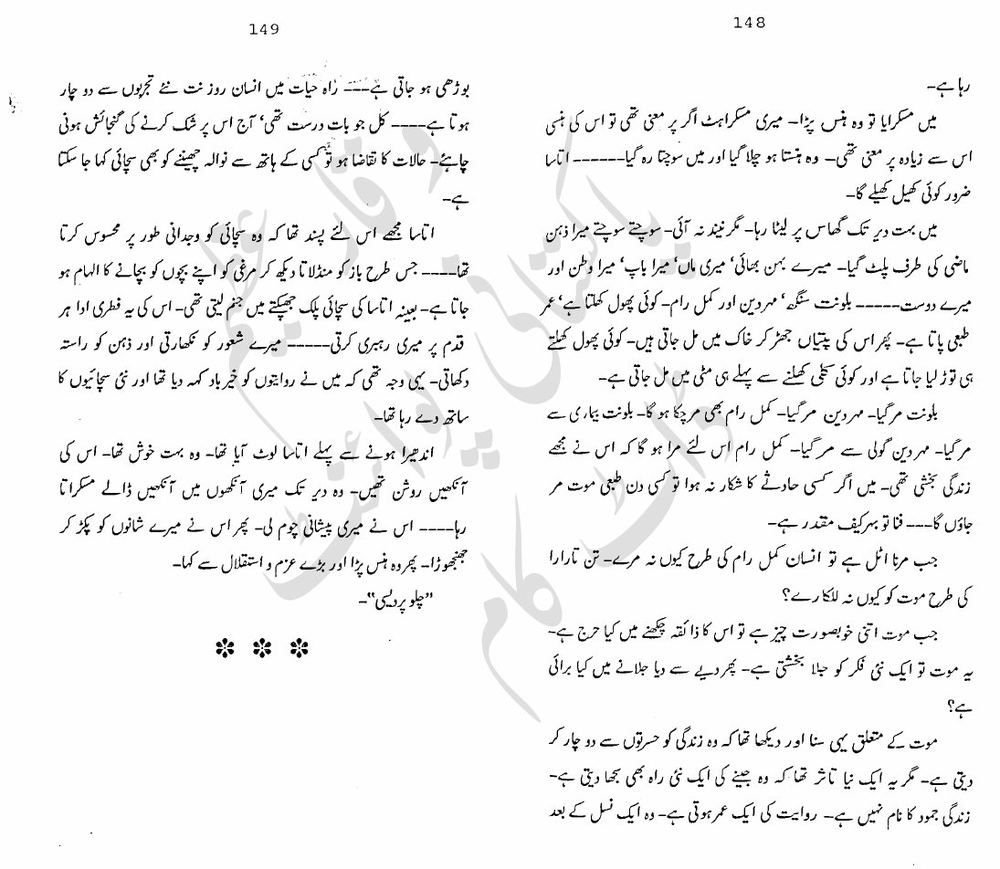 148
رہا ہے۔
میں مسکرایا تو وہ ہنس پڑا۔ میری مسکراہٹ اگر پر معنی تھی تو اس کی ہنسی
اس سے زیادہ پر معنی تھی۔ وہ ہنستا ہو چلا گیا اور میں سوچتا رہ گیا۔۔۔۔۔۔ اتاسا
ضرور کوئی کھیل کھیلے گا۔
میں بہت دیر تک گھاس پر لیٹا رہا۔ مگر نیند نہ آئی۔ سوچتے سوچتے میرا ذہن
ماضی کی طرف پلٹ گیا۔ میرے بہن بھائی‘ میری ماں‘ میرا باپ‘ میرا وطن اور
میرے دوست۔۔۔۔۔ بلونت سنگھ‘ مہردین اور کمل رام۔ کوئی پھول کھلتا ہے‘ عمر
طبعی پاتا ہے۔ پھر اس کی پتیاں جھڑ کر خاک میں مل جاتی ہیں۔ کوئی پھول کھلتے
ہی توڑ لیا جاتا ہے اور کوئی کلی کھلنے سے پہلے ہی مٹی میں مل جاتی ہے۔
بلونت مرگیا۔ مہردین مرگیا۔ کمل رام بھی مرچکا ہو گا۔ بلونت بیماری سے
مرگیا۔ مہردین گولی سے مرگیا۔ کمل رام اس لئے مرا ہو گا کہ اس نے مجھے
زندگی بخشی تھی۔ میں اگر کسی حادثے کا شکار نہ ہوا تو کسی دن طبعی موت مر
جاؤں گا۔۔۔ فنا تو بہرکیف مقدر ہے۔
جب مرنا اٹل ہے تو انسان کمل رام کی طرح کیوں نہ مرے۔ تن تارارا
کی طرح موت کو کیوں نہ للکارے؟
جب موت اتنی خوبصورت چیز ہے تو اس کا ذائقہ چکھنے میں کیا حرج ہے۔
یہ موت تو ایک نئی فکر کو جلا بخشتی ہے۔ پھر دیے سے دیا جلانے میں کیا برائی
ہے؟
موت کے متعلق یہی سنا اور دیکھا تھا کہ وہ زندگی کو حسرتوں سے دو چار کر
دیتی ہے۔ مگر یہ ایک نیا تاثر تھا کہ وہ جینے کی ایک نئی راہ بھی سجھا دیتی ہے۔
زندگی جمود کا نام نہیں ہے۔ روایت کی ایک عمر ہوتی ہے۔ وہ ایک نسل کے بعد
149
بوڑھی ہو جاتی ہے۔۔۔ راہ حیات میں انسان روز نت نئے تجربوں سے دو چار
ہوتا ہے۔۔۔۔ کل جو بات درست تھی‘ آج اس پر شک کرنے کی گنجائش ہونی
چاہئے۔ حالات کا تقاضا ہو تو کسی کے ہاتھ سے نوالہ چھیننے کو بھی سچائی کہا جا سکتا
ہے۔
اتاسا مجھے اس لئے پسند تھا کہ وہ سچائی کو وجدانی طور پر محسوس کرتا
تھا۔۔۔۔ جس طرح باز کو منڈلاتا دیکھ کر مرغی کو اپنے بچوں کو بچانے کا الہام ہو
جاتا ہے۔ بعینہ اتاسا کی سچائی پلک جھپکتے میں جنم لیتی تھی۔ اس کی یہ فطری ادا ہر
قدم پر میری رہبری کرتی۔۔۔۔۔ میرے شعور کو نکھارتی اور ذہن کو راستہ
دکھاتی۔ یہی وجہ تھی کہ میں نے روایتوں کو خیرباد کہہ دیا تھا اور نئی سچائیوں کا
ساتھ دے رہا تھا۔
اندھیرا ہونے سے پہلے اتاسا لوٹ آیا تھا۔ وہ بہت خوش تھا۔ اس کی
آنکھیں روشن تھیں۔ وہ دیر تک میری آنکھوں میں آنکھیں ڈالے مسکراتا
رہا۔۔۔۔ اس نے میری پیشانی چوم لی۔ پھر اس نے میرے شانوں کو پکڑ کر
جھنجھوڑا۔ پھر وہ ہنس پڑا اور بڑے عزم و استقلال سے کہا۔
”چلو پردیسی“۔
وقار عظیم
پاکستانی پوائنٹ
ڈاٹ کام